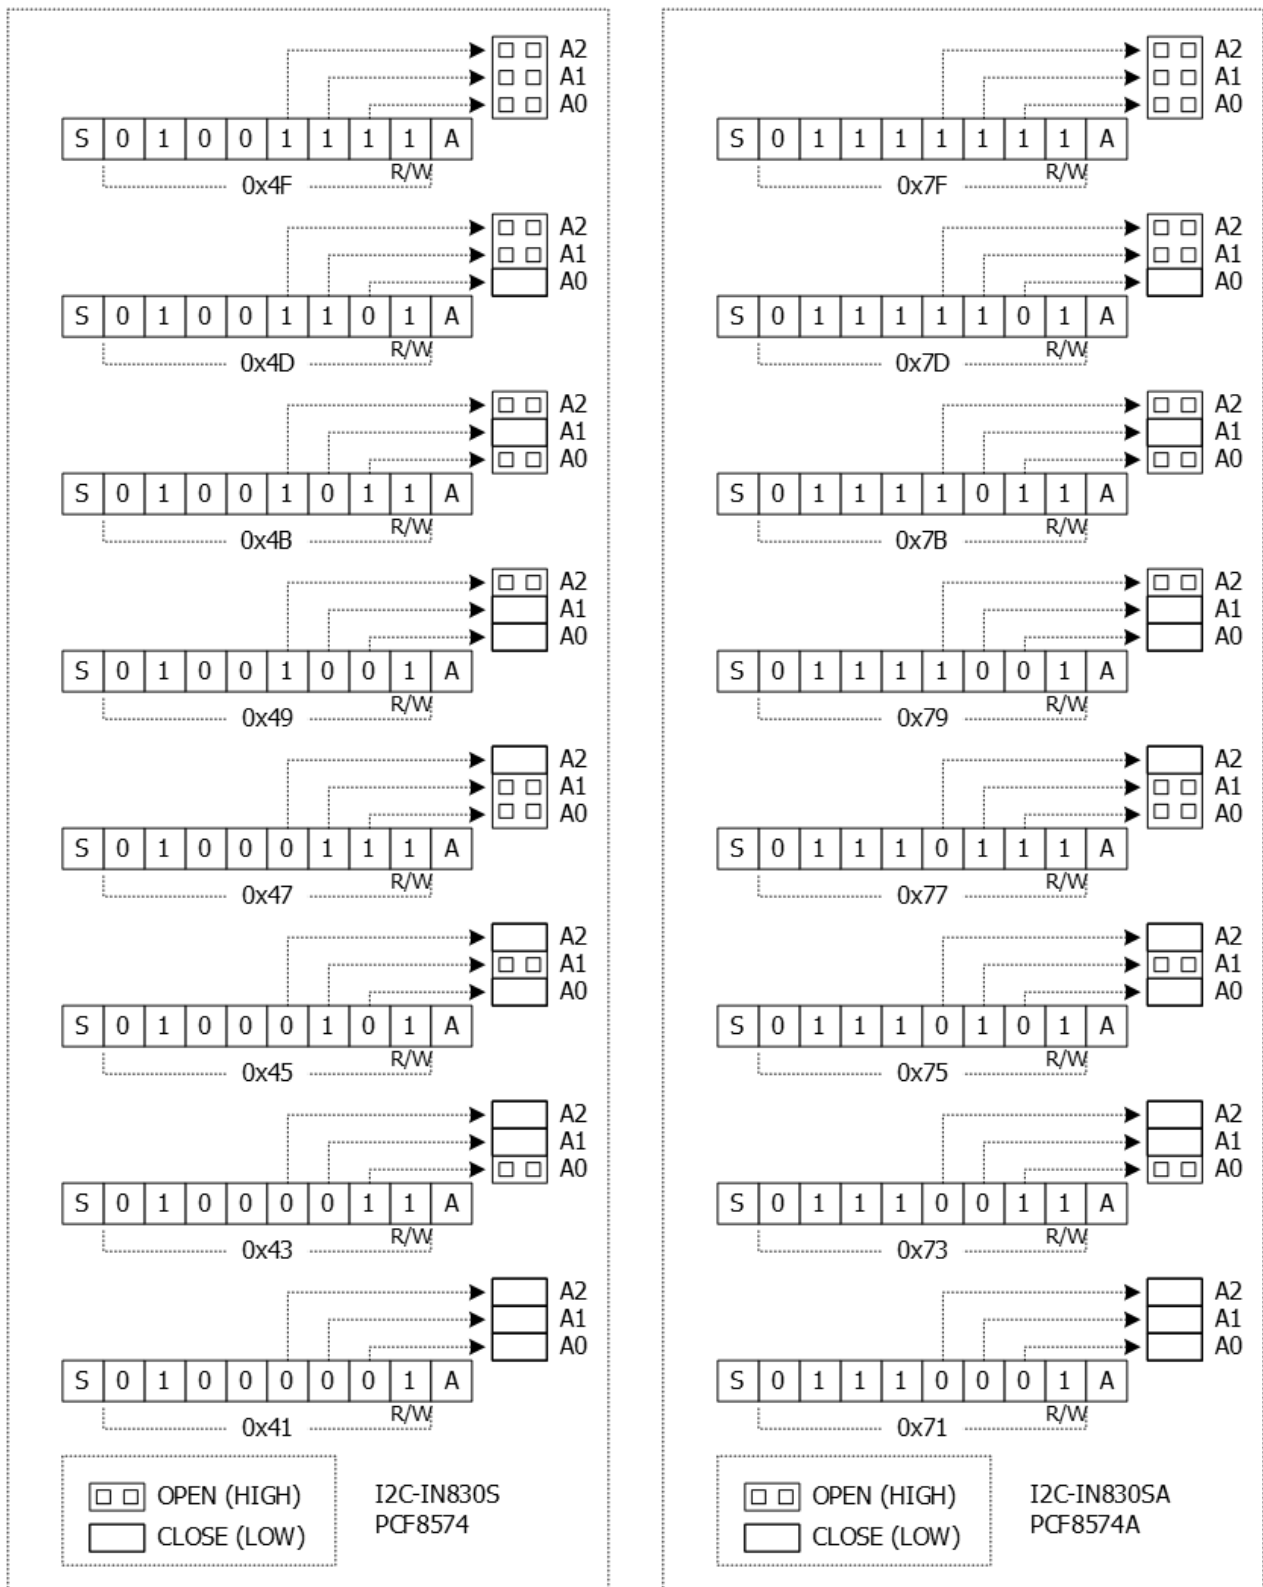 A2
A1
A0
S 0 1 0 0 1 1 1 1 A
R/W
0x4F
A2
A1
A0
S 0 1 0 0 1 1 0 1 A
R/W
0x4D
A2
A1
A0
S 0 1 0 0 1 0 1 1 A
R/W
0x4B
A2
A1
A0
S 0 1 0 0 1 0 0 1 A
R/W
0x49
A2
A1
A0
S 0 1 0 0 0 1 1 1 A
R/W
0x47
A2
A1
A0
S 0 1 0 0 0 1 0 1 A
R/W
0x45
A2
A1
A0
S 0 1 0 0 0 0 1 1 A
R/W
0x43
A2
A1
A0
S 0 1 0 0 0 0 0 1 A
R/W
0x41
OPEN (HIGH)
CLOSE (LOW)
I2C-IN830S
PCF8574
A2
A1
A0
S 0 1 1 1 1 1 1 1 A
R/W
0x7F
A2
A1
A0
S 0 1 1 1 1 1 0 1 A
R/W
0x7D
A2
A1
A0
S 0 1 1 1 1 0 1 1 A
R/W
0x7B
A2
A1
A0
S 0 1 1 1 1 0 0 1 A
R/W
0x79
A2
A1
A0
S 0 1 1 1 0 1 1 1 A
R/W
0x77
A2
A1
A0
S 0 1 1 1 0 1 0 1 A
R/W
0x75
A2
A1
A0
S 0 1 1 1 0 0 1 1 A
R/W
0x73
A2
A1
A0
S 0 1 1 1 0 0 0 1 A
R/W
0x71
OPEN (HIGH)
CLOSE (LOW)
I2C-IN830SA
PCF8574A